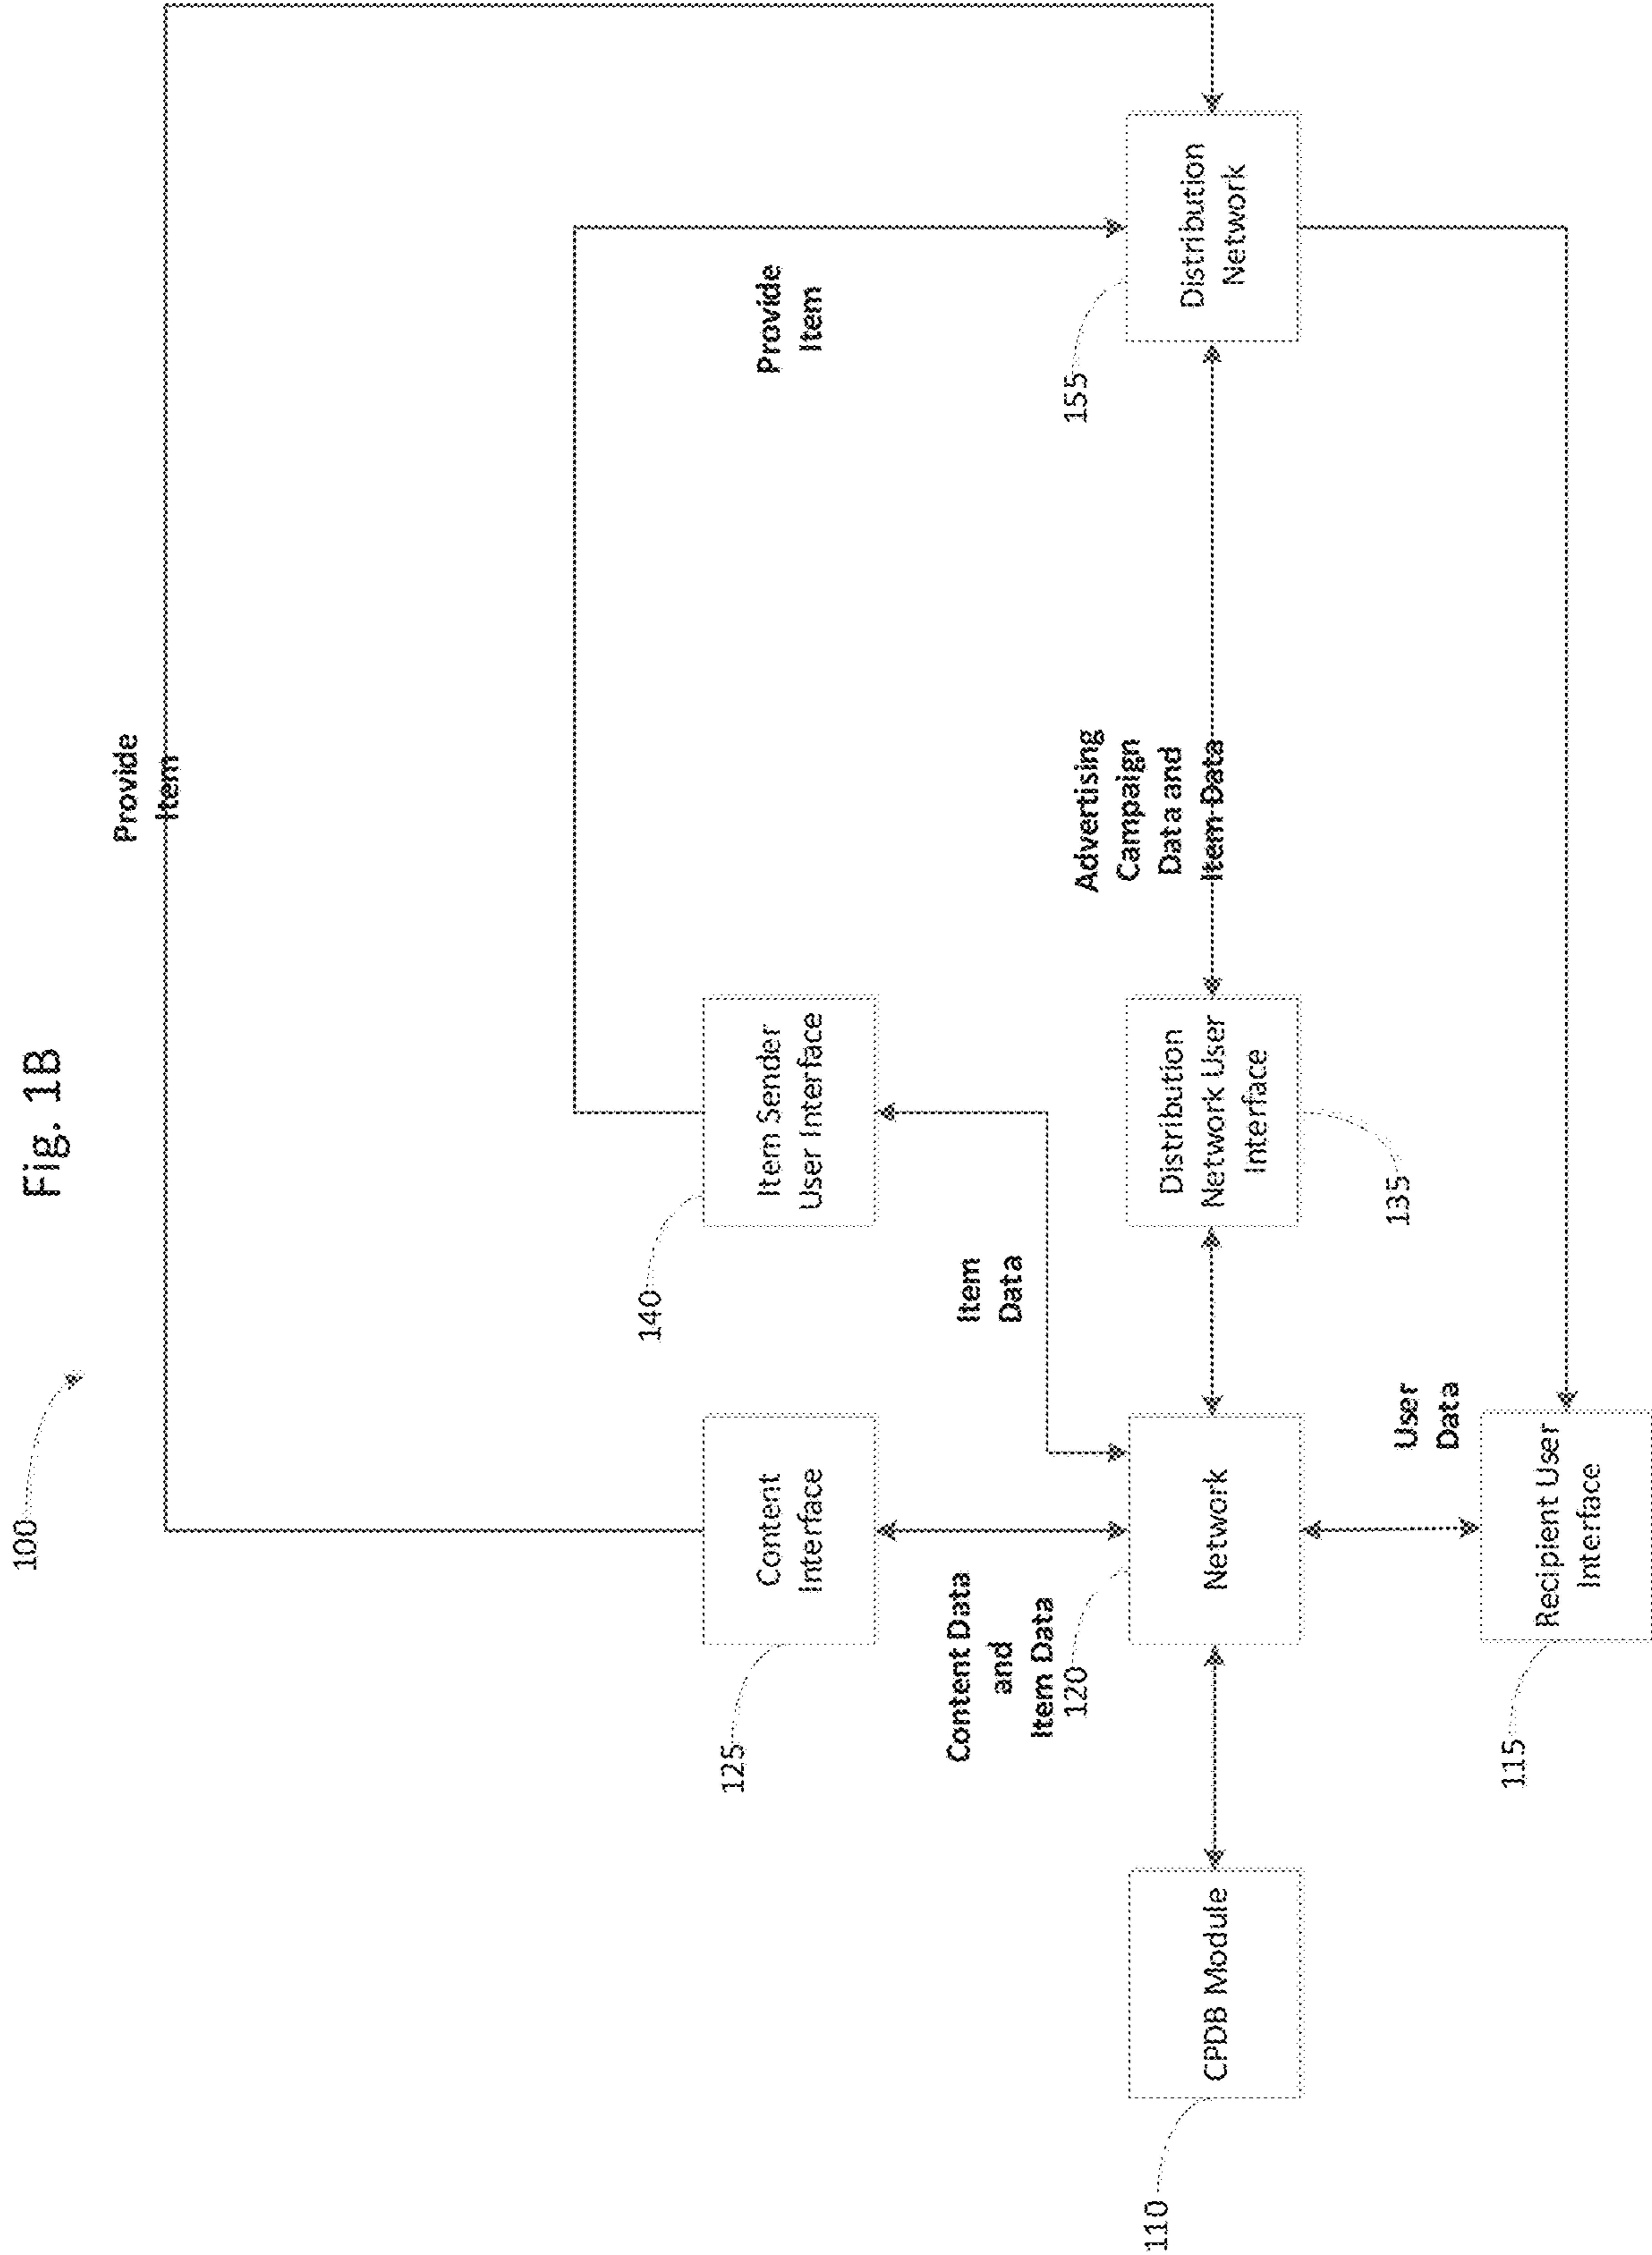 Fig. 1B
100
Provide
Item
Provide
Item
125
Content
Interface
140
Item Sender
User Interface
Content Data
and
Item Data
Item
Data
Advertising
Campaign
Data and
Item Data
110
CPDB Module
120
Network
135
Distribution
Network User
Interface
155
Distribution
Network
User
Data
115
Recipient User
Interface